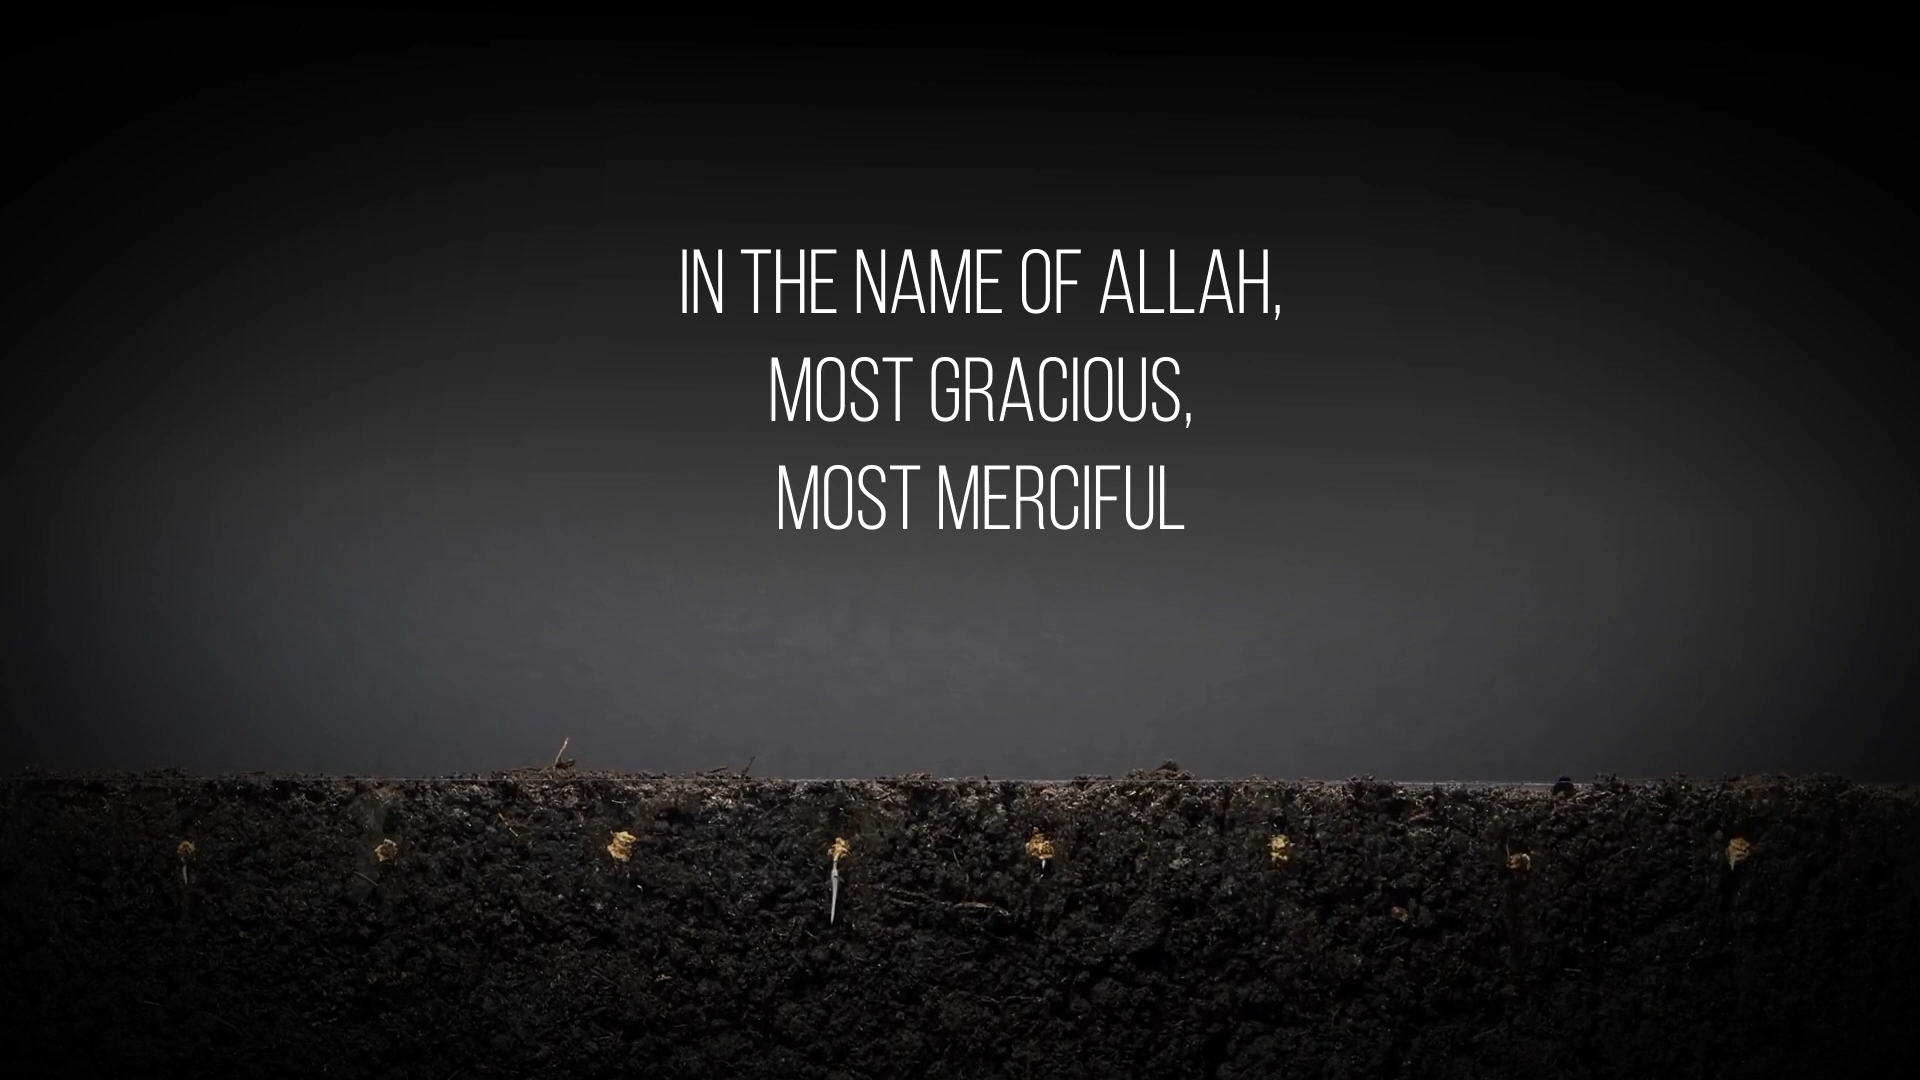 IN THE NAME OF ALLAH,
MOST GRACIOUS,
MOST MERCIFUL